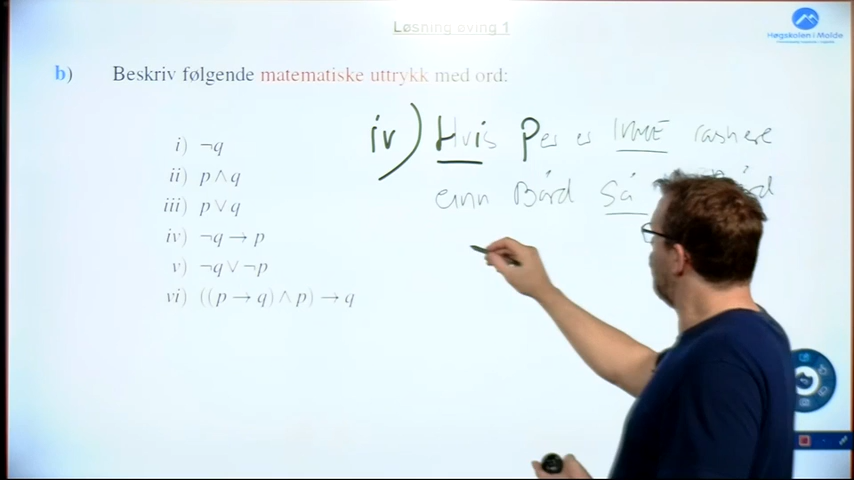 Løsning øving 1
Høgskolen i Molde
b) Beskriv følgende matematiske uttrykk med ord:
i) ¬q
ii) p ∧ q
iii) p ∨ q
iv) ¬q → p
v) ¬q ∨ ¬p
vi) ((p → q) ∧ p) → q
iv) Hvis Per er IKKE raskere
enn Bård så